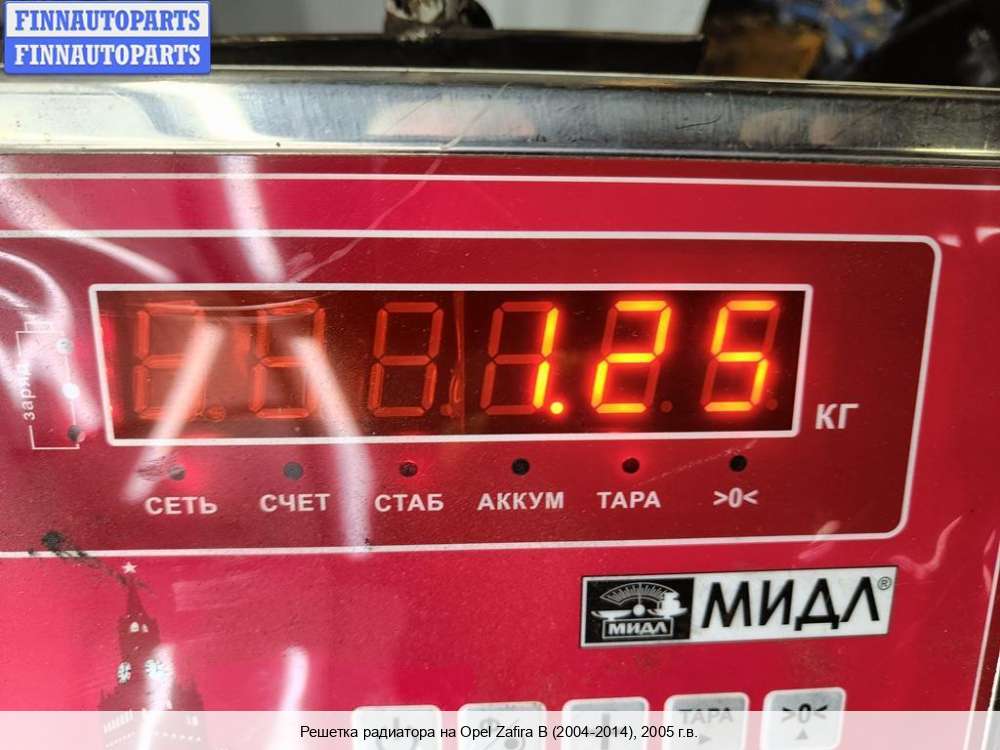 FINNAUTOPARTS
FINNAUTOPARTS
1.25
КГ
заряд
СЕТЬ СЧЕТ СТАБ АККУМ ТАРА >0<
МИДЛ МИДЛ®
ТАРА >0<
Решетка радиатора на Opel Zafira B (2004-2014), 2005 г.в.